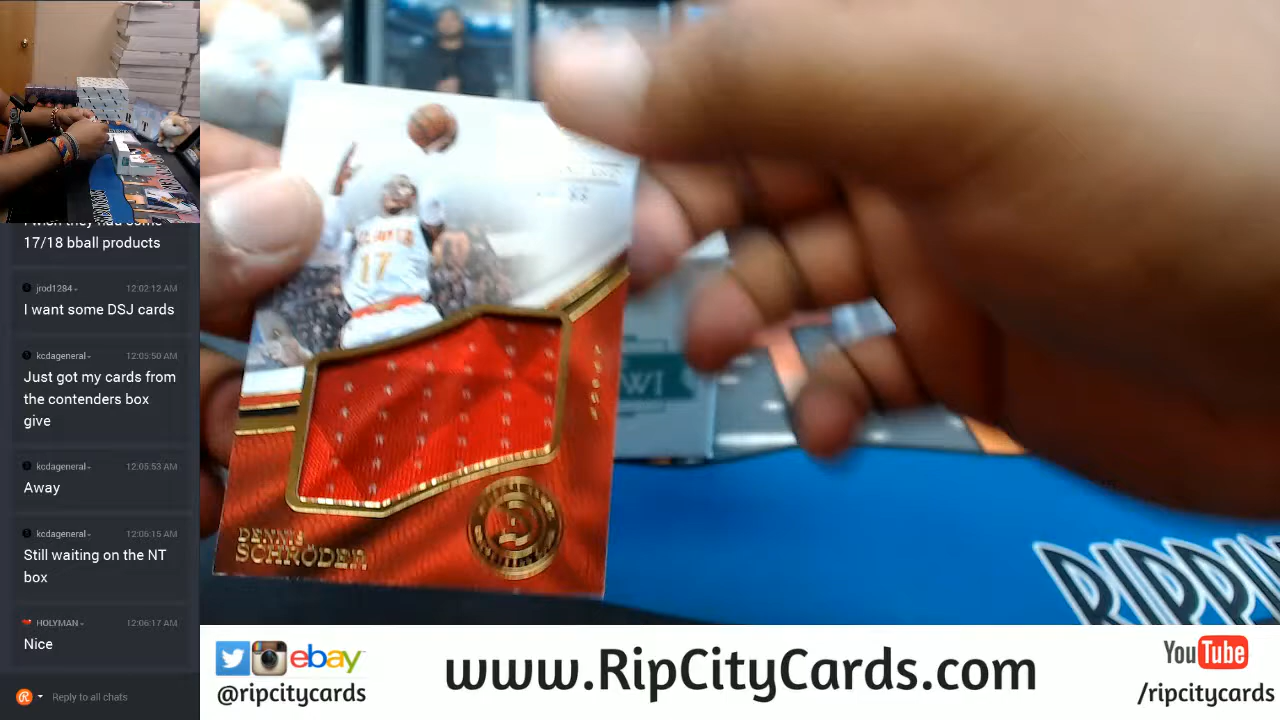 17/18 bball products
jrod1284 12:02:12 AM
I want some DSJ cards
kcdageneral 12:05:50 AM
Just got my cards from
the contenders box
give
kcdageneral 12:05:53 AM
Away
kcdageneral 12:06:15 AM
Still waiting on the NT
box
HOLYMAN 12:06:17 AM
Nice
Reply to all chats
17
DENNIS
SCHRÖDER
RIPPIN
ebay
@ripcitycards
www.RipCityCards.com
YouTube
/ripcitycards